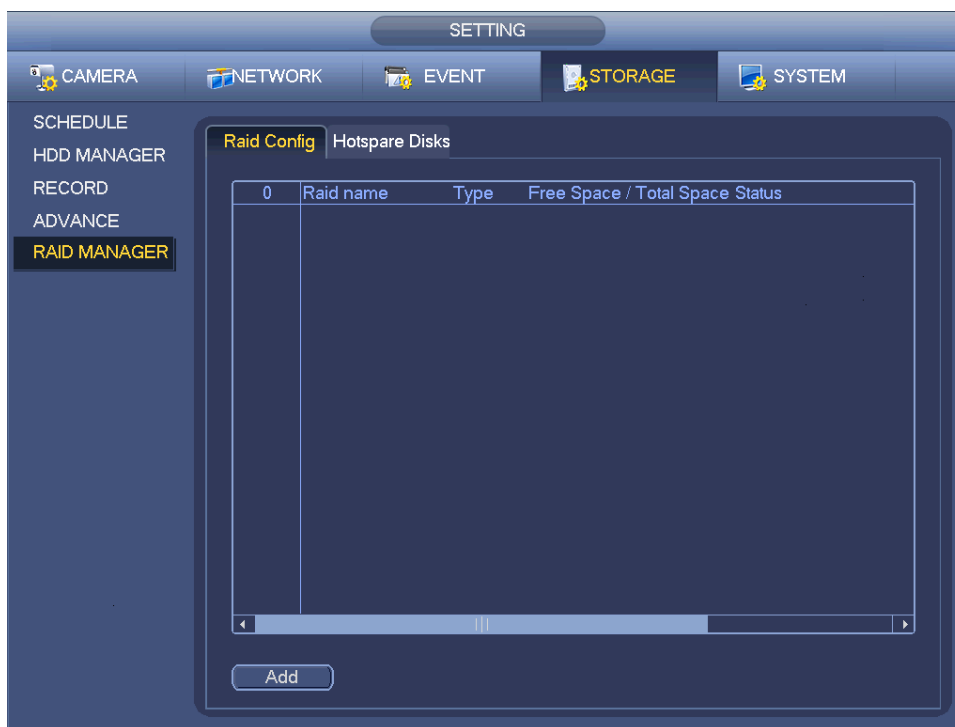 SETTING
CAMERA NETWORK EVENT STORAGE SYSTEM
SCHEDULE
HDD MANAGER
RECORD
ADVANCE
RAID MANAGER
Raid Config Hotspare Disks
0 Raid name Type Free Space / Total Space Status
Add